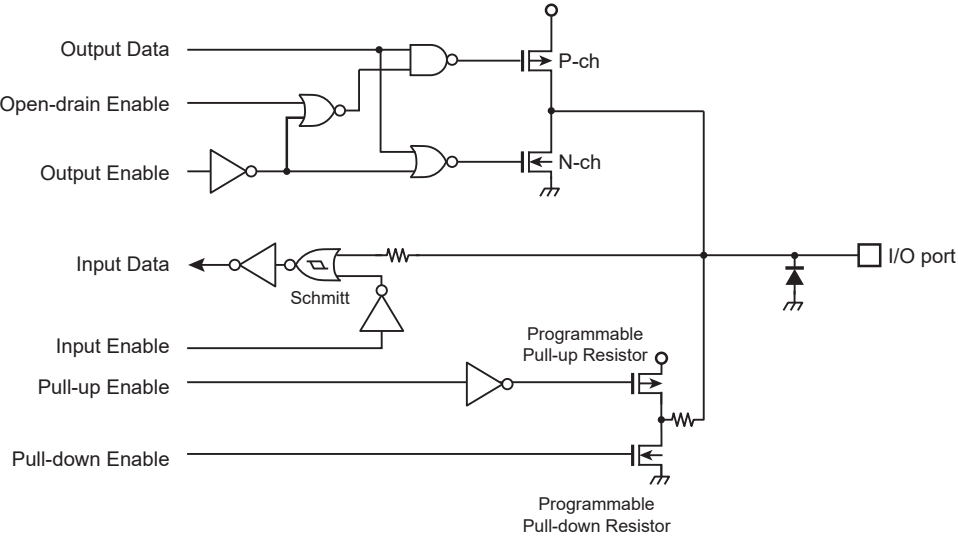 Output Data
P-ch
Open-drain Enable
Output Enable
N-ch
Input Data
I/O port
Schmitt
Input Enable
Programmable
Pull-up Resistor
Pull-up Enable
Pull-down Enable
Programmable
Pull-down Resistor